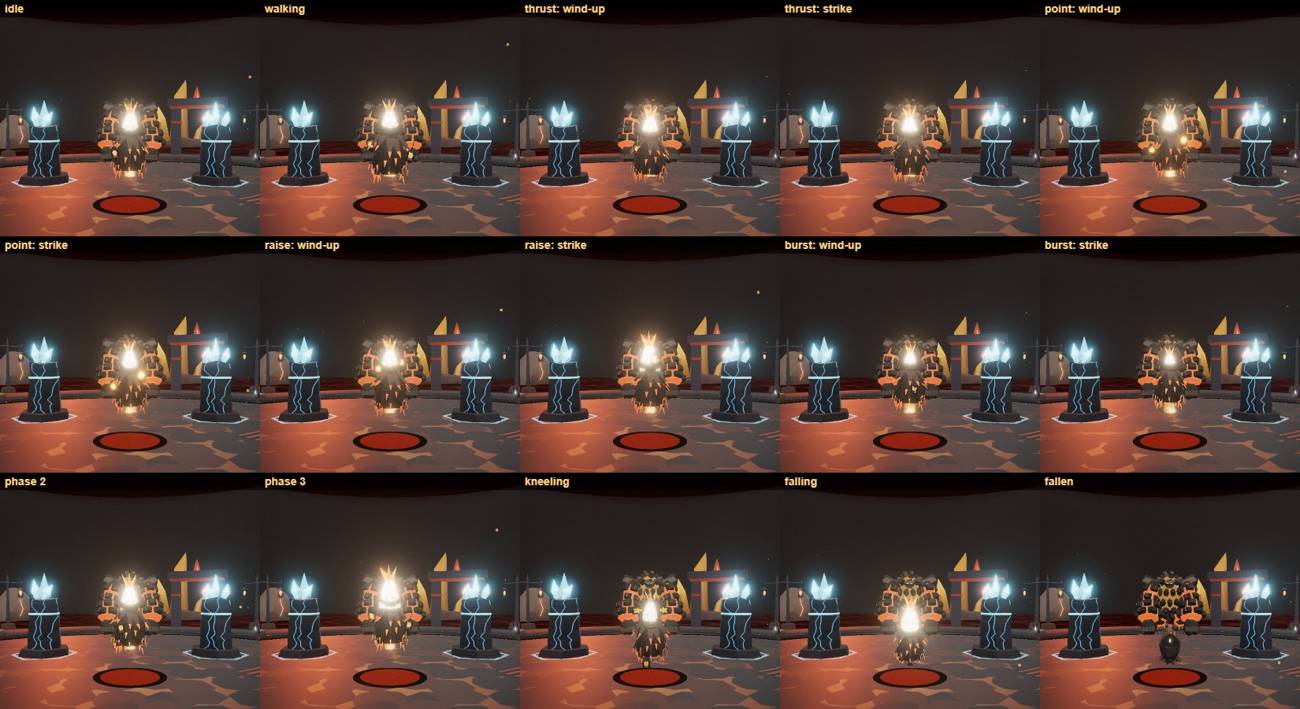 idle
walking
thrust: wind-up
thrust: strike
point: wind-up
point: strike
raise: wind-up
raise: strike
burst: wind-up
burst: strike
phase 2
phase 3
kneeling
falling
fallen